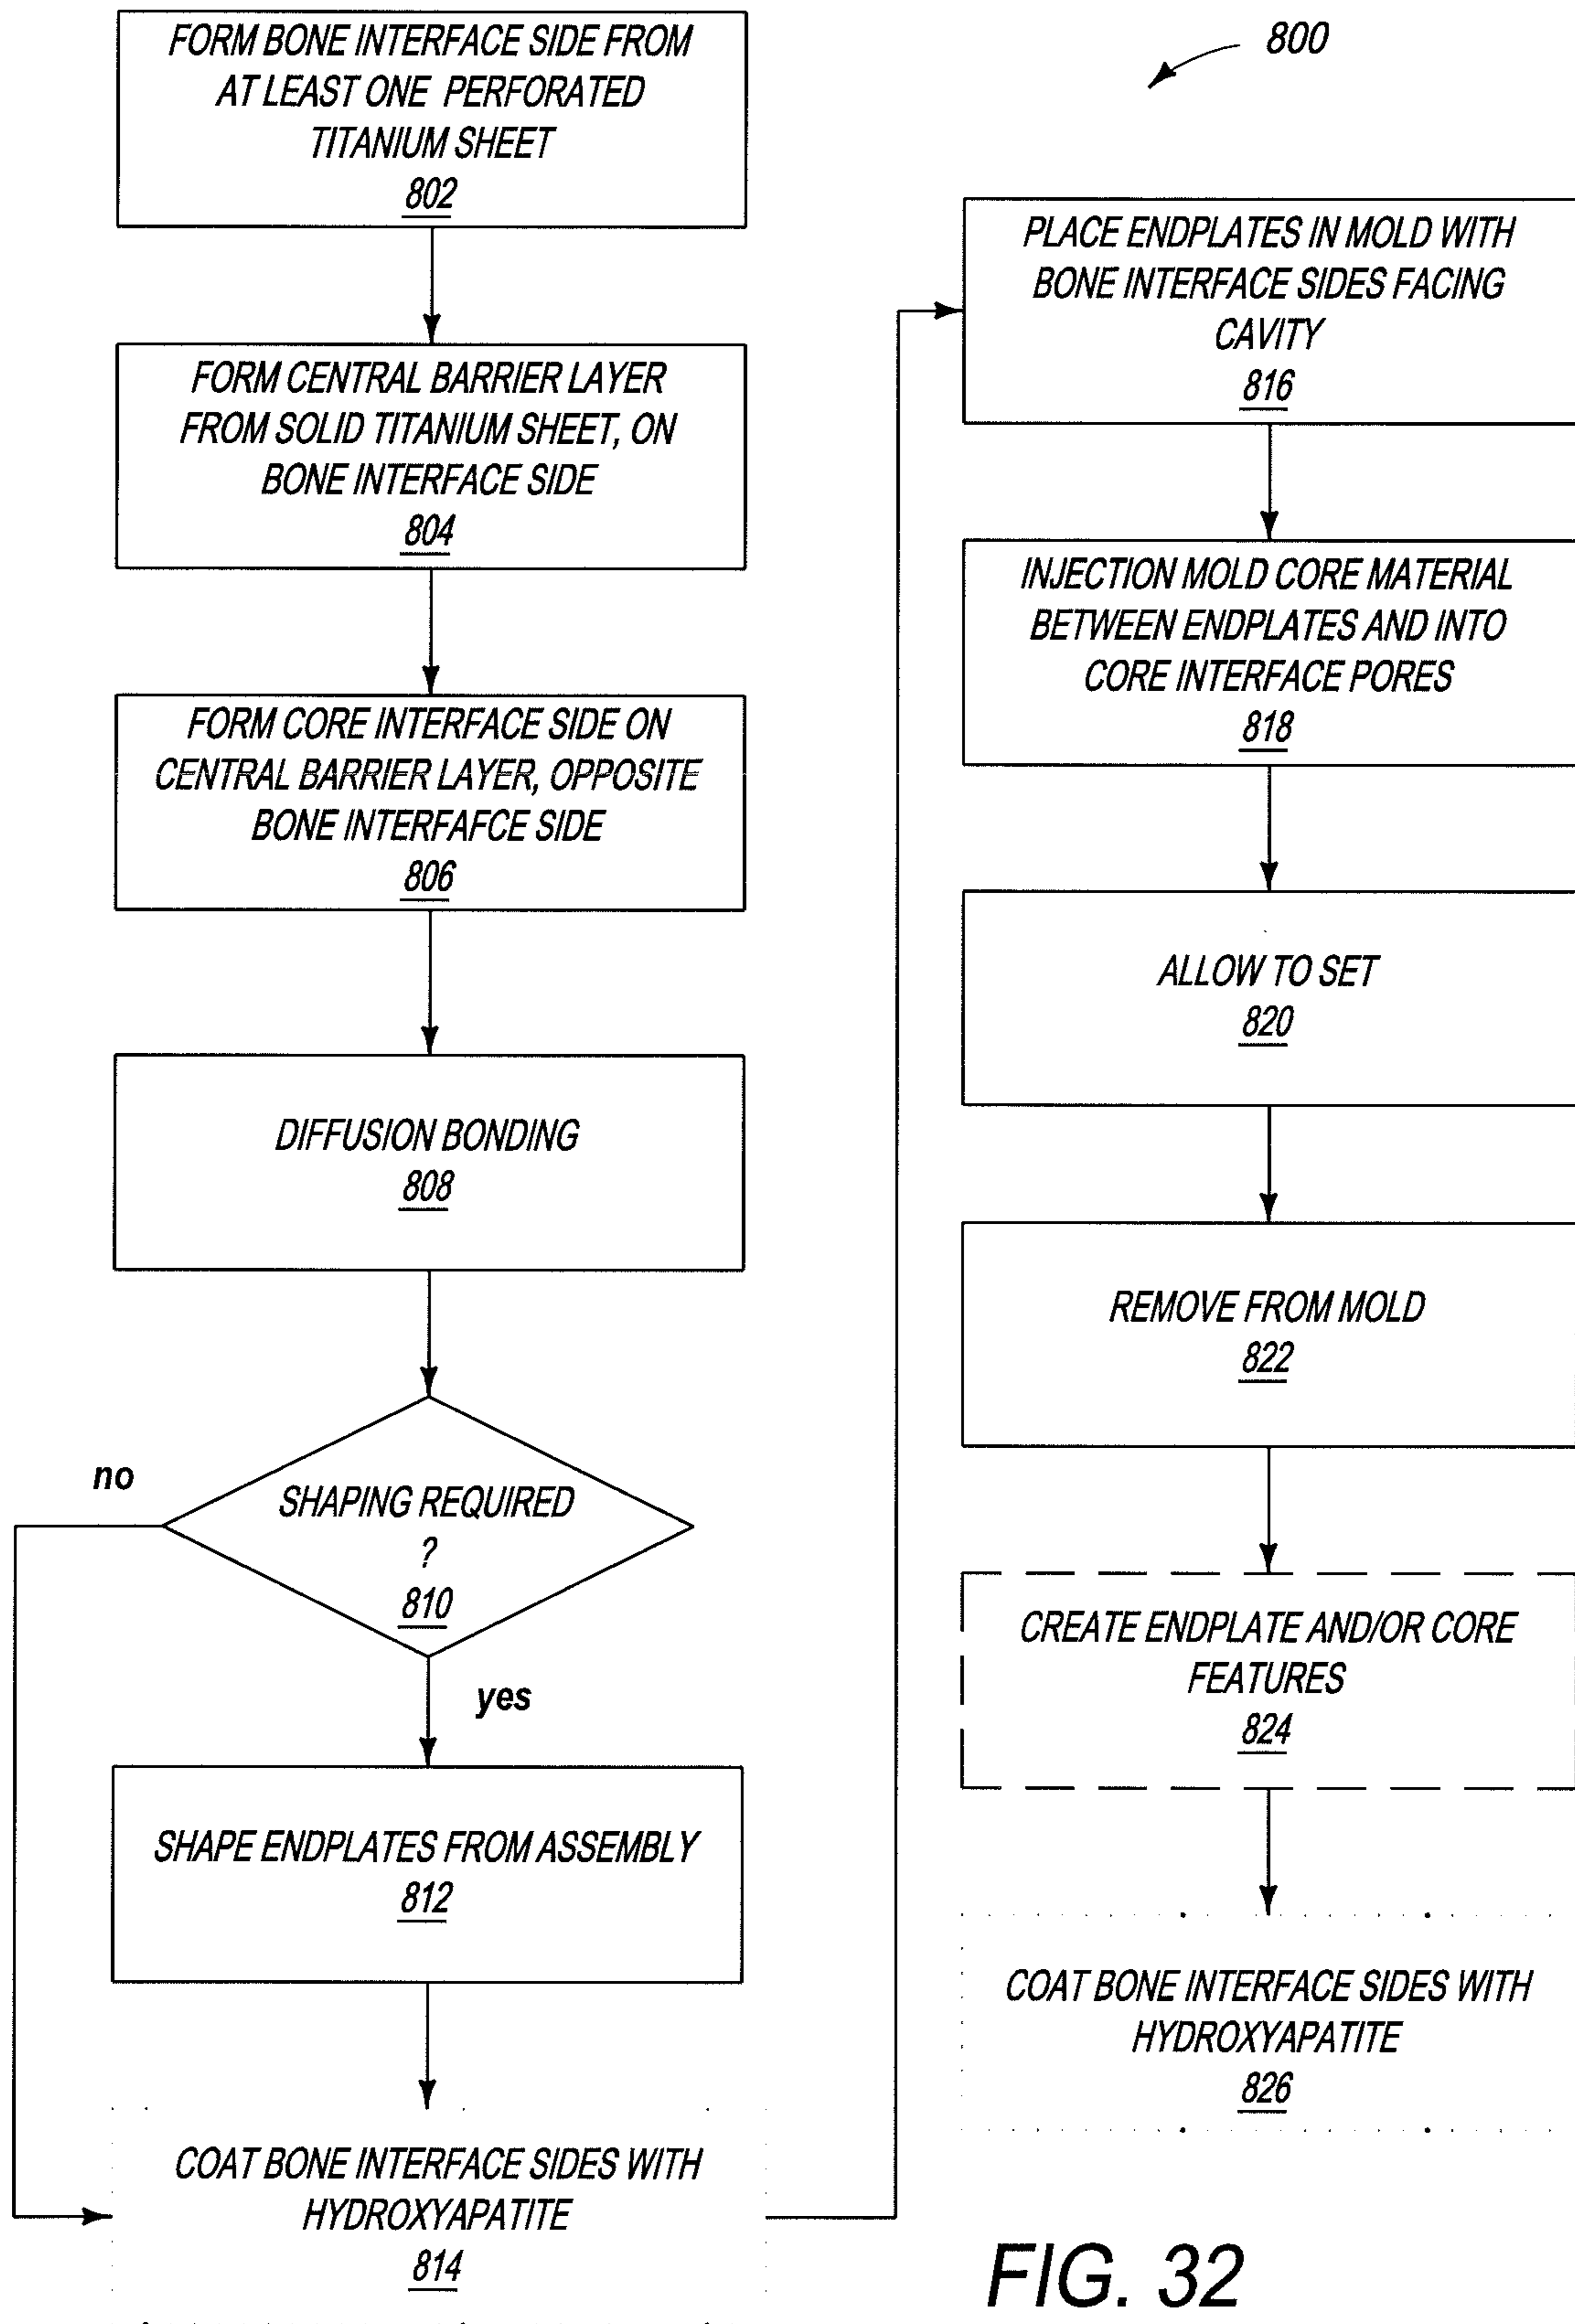 FORM BONE INTERFACE SIDE FROM
AT LEAST ONE PERFORATED
TITANIUM SHEET
802
FORM CENTRAL BARRIER LAYER
FROM SOLID TITANIUM SHEET, ON
BONE INTERFACE SIDE
804
FORM CORE INTERFACE SIDE ON
CENTRAL BARRIER LAYER, OPPOSITE
BONE INTERFAFCE SIDE
806
DIFFUSION BONDING
808
no
SHAPING REQUIRED
?
810
yes
SHAPE ENDPLATES FROM ASSEMBLY
812
COAT BONE INTERFACE SIDES WITH
HYDROXYAPATITE
814
800
PLACE ENDPLATES IN MOLD WITH
BONE INTERFACE SIDES FACING
CAVITY
816
INJECTION MOLD CORE MATERIAL
BETWEEN ENDPLATES AND INTO
CORE INTERFACE PORES
818
ALLOW TO SET
820
REMOVE FROM MOLD
822
CREATE ENDPLATE AND/OR CORE
FEATURES
824
COAT BONE INTERFACE SIDES WITH
HYDROXYAPATITE
826
FIG. 32